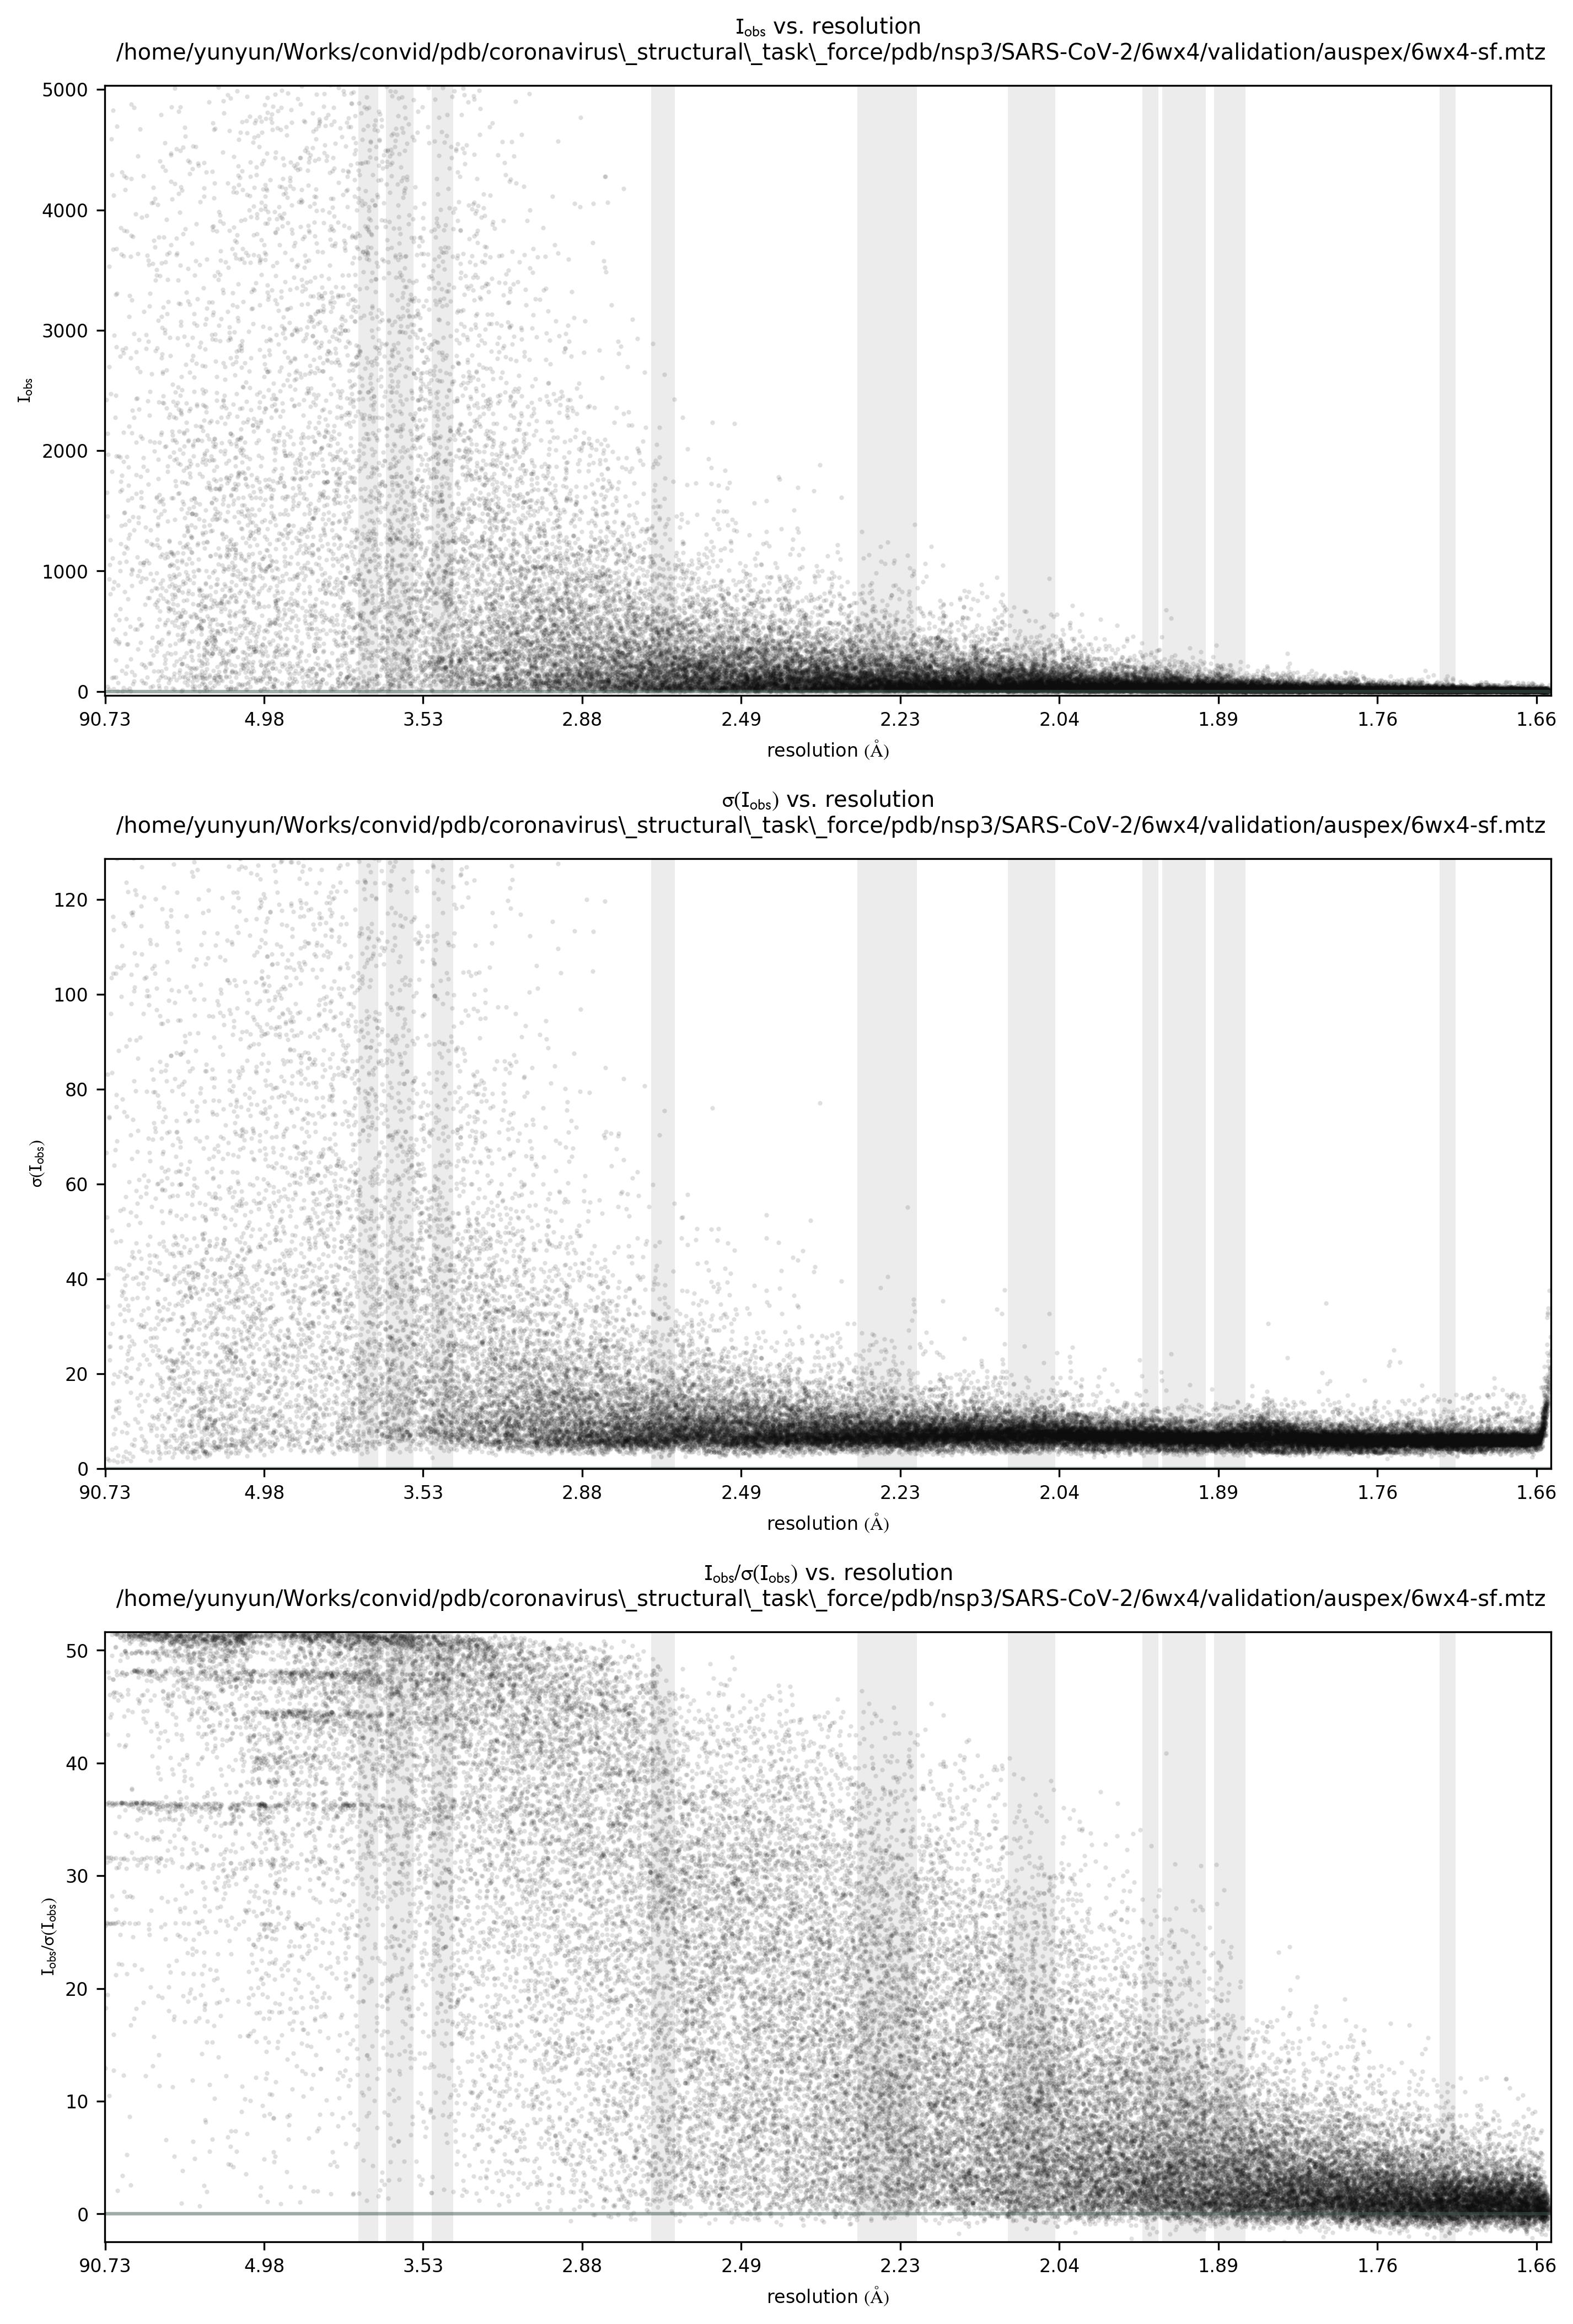 Iobs vs. resolution
/home/yunyun/Works/convid/pdb/coronavirus\_structural\_task\_force/pdb/nsp3/SARS-CoV-2/6wx4/validation/auspex/6wx4-sf.mtz
5000
4000
3000
2000
1000
0
Iobs
90.73 4.98 3.53 2.88 2.49 2.23 2.04 1.89 1.76 1.66
resolution (Å)
σ(Iobs) vs. resolution
/home/yunyun/Works/convid/pdb/coronavirus\_structural\_task\_force/pdb/nsp3/SARS-CoV-2/6wx4/validation/auspex/6wx4-sf.mtz
120
100
80
60
40
20
0
σ(Iobs)
90.73 4.98 3.53 2.88 2.49 2.23 2.04 1.89 1.76 1.66
resolution (Å)
Iobs/σ(Iobs) vs. resolution
/home/yunyun/Works/convid/pdb/coronavirus\_structural\_task\_force/pdb/nsp3/SARS-CoV-2/6wx4/validation/auspex/6wx4-sf.mtz
50
40
30
20
10
0
Iobs/σ(Iobs)
90.73 4.98 3.53 2.88 2.49 2.23 2.04 1.89 1.76 1.66
resolution (Å)